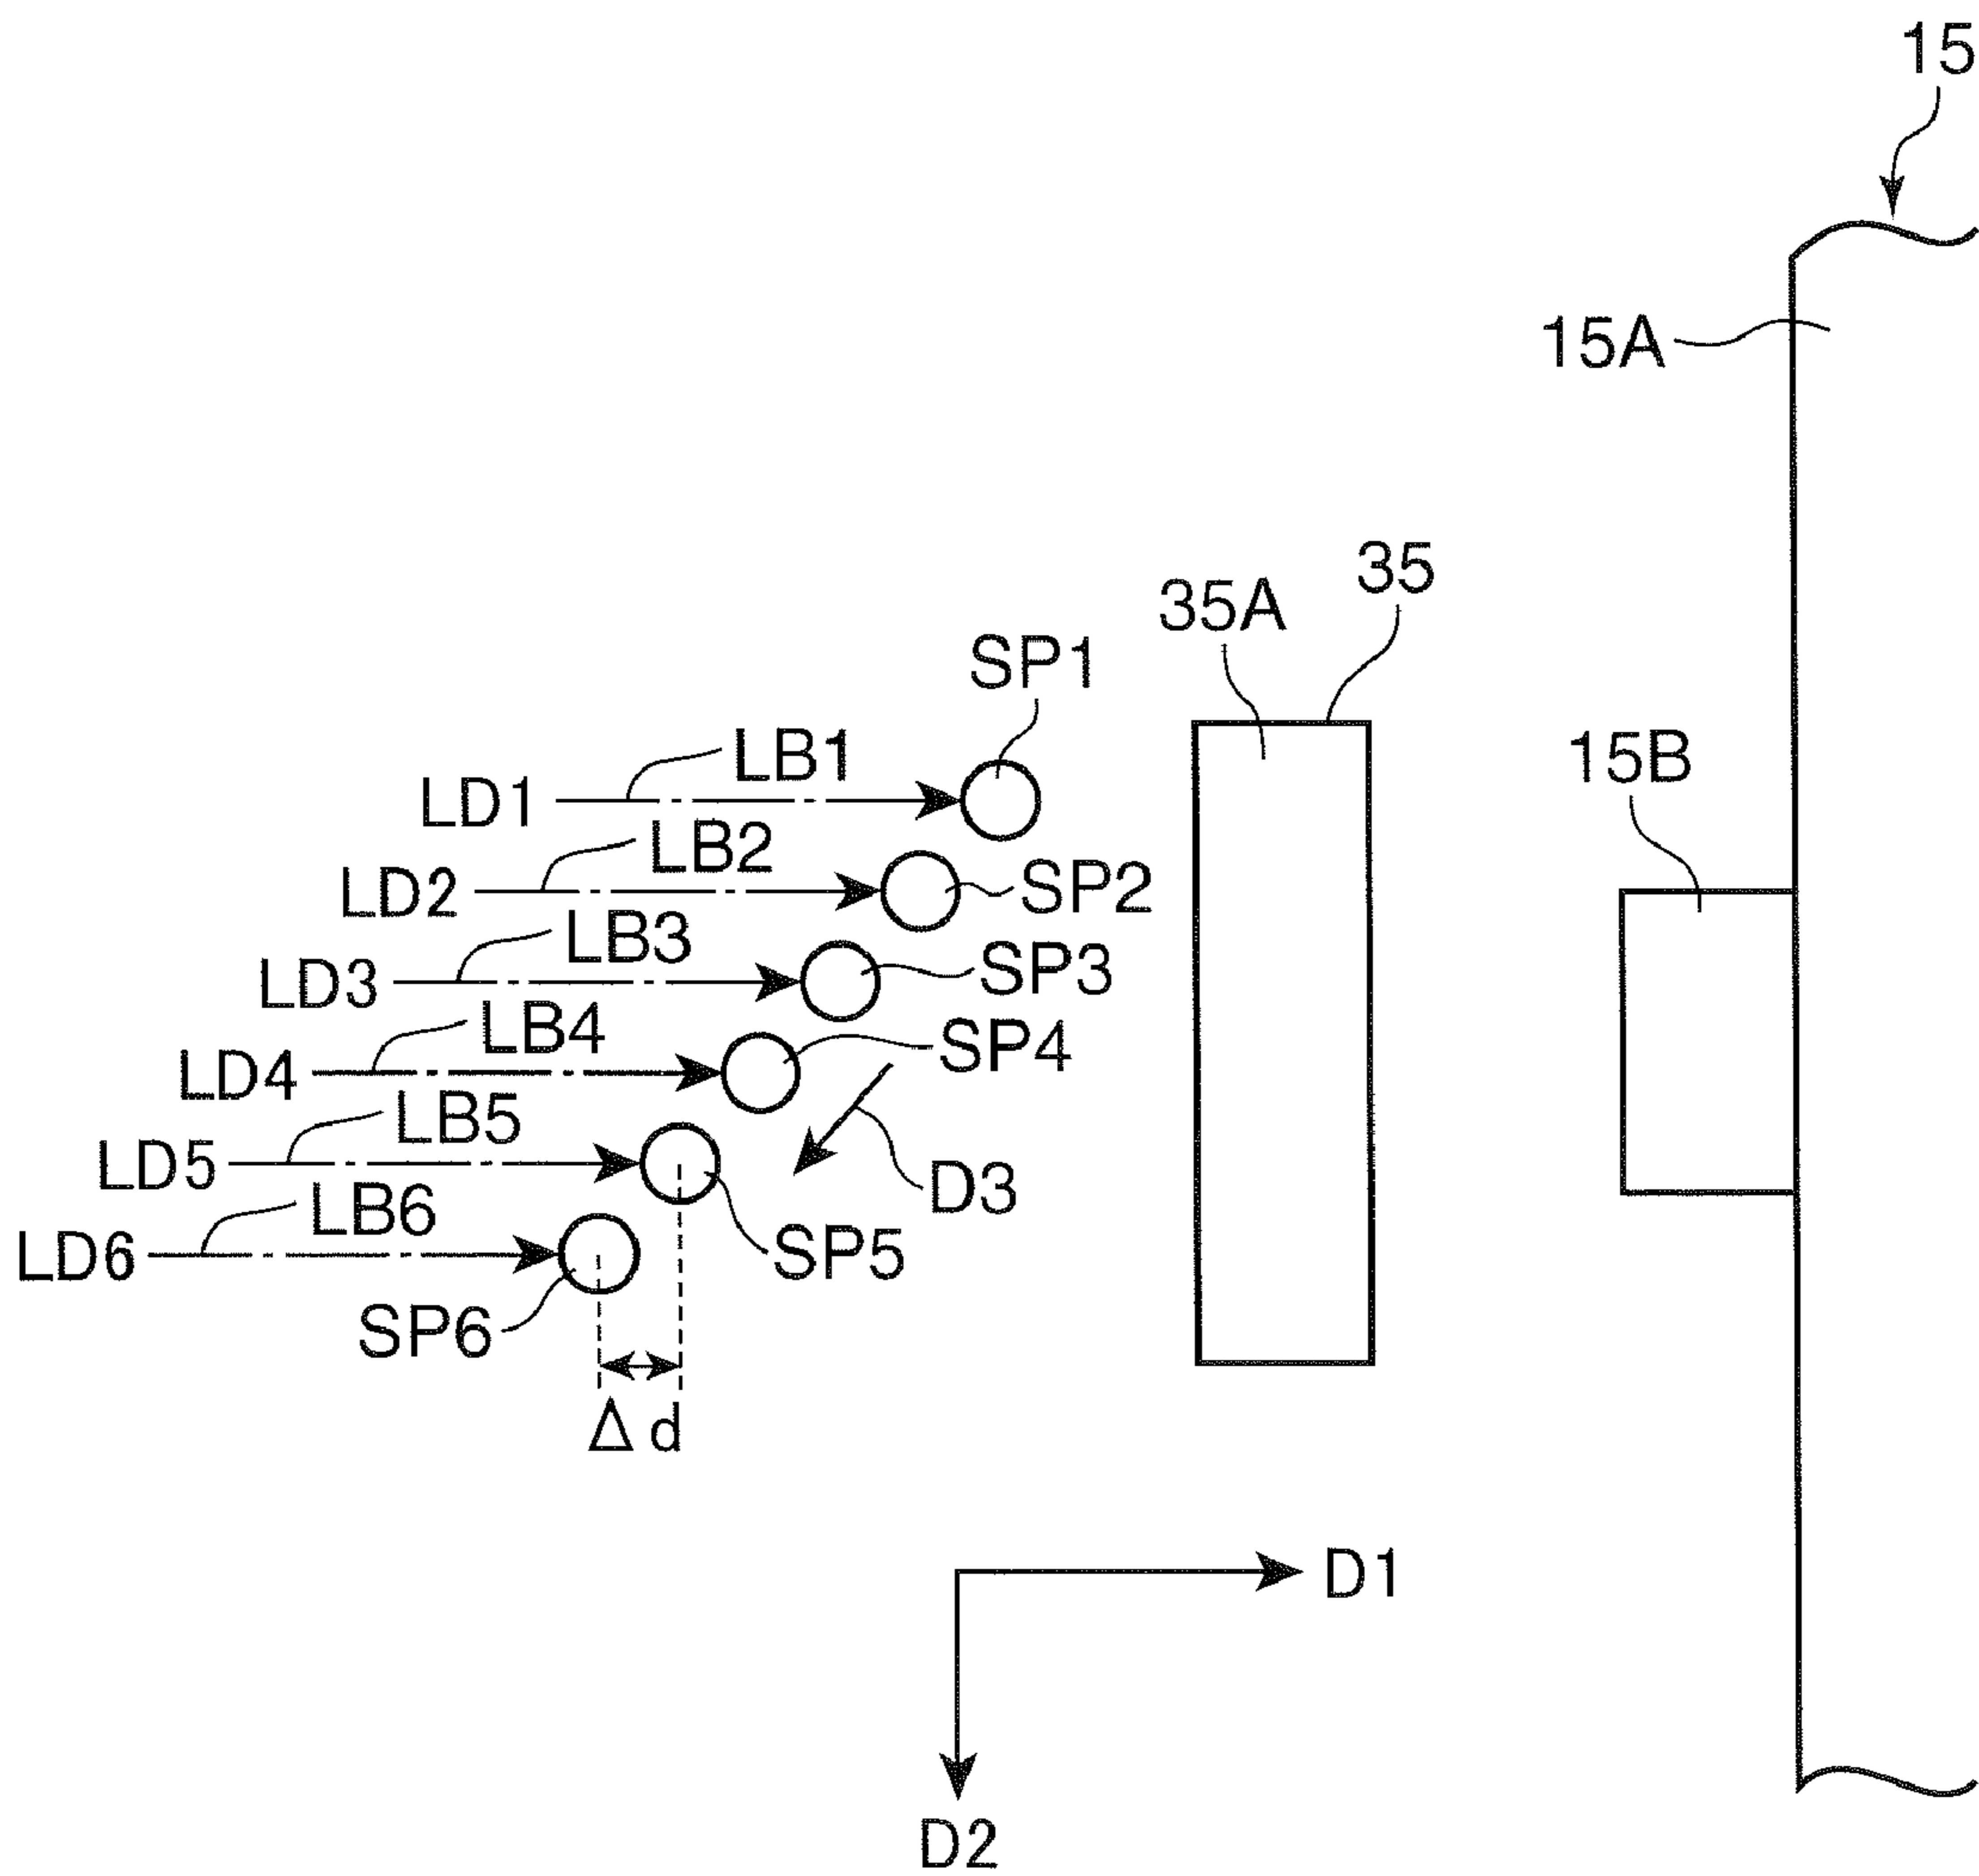 15
15A
35
35A
SP1
15B
LB1
LD1
LB2
LD2
SP2
LB3
LD3
SP3
LB4
SP4
LD4
LB5
LD5
D3
LB6
LD6
SP5
SP6
Δd
D1
D2